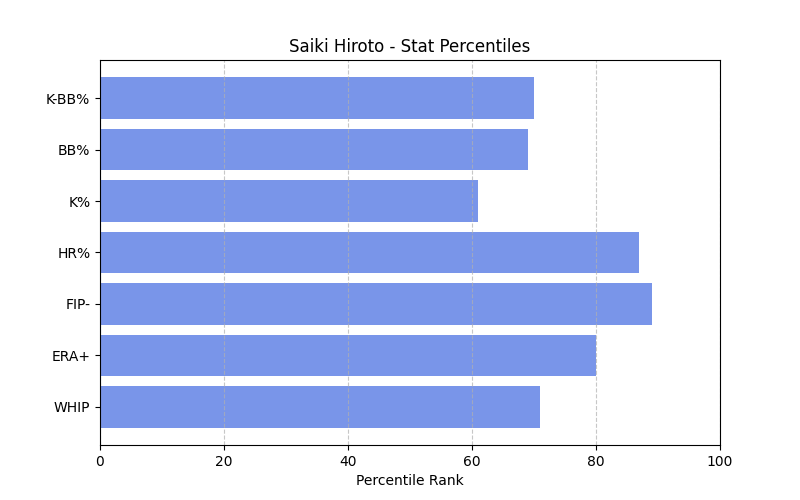 Saiki Hiroto - Stat Percentiles
K-BB%
BB%
K%
HR%
FIP-
ERA+
WHIP
0 20 40 60 80 100
Percentile Rank